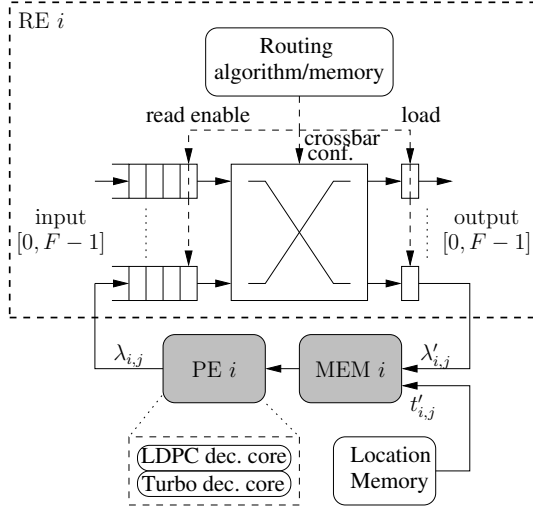 RE i
Routing
algorithm/memory
read enable
load
crossbar
conf.
input
[0, F − 1]
output
[0, F − 1]
λi,j
PE i
MEM i
λ′i,j
t′i,j
LDPC dec. core
Turbo dec. core
Location
Memory